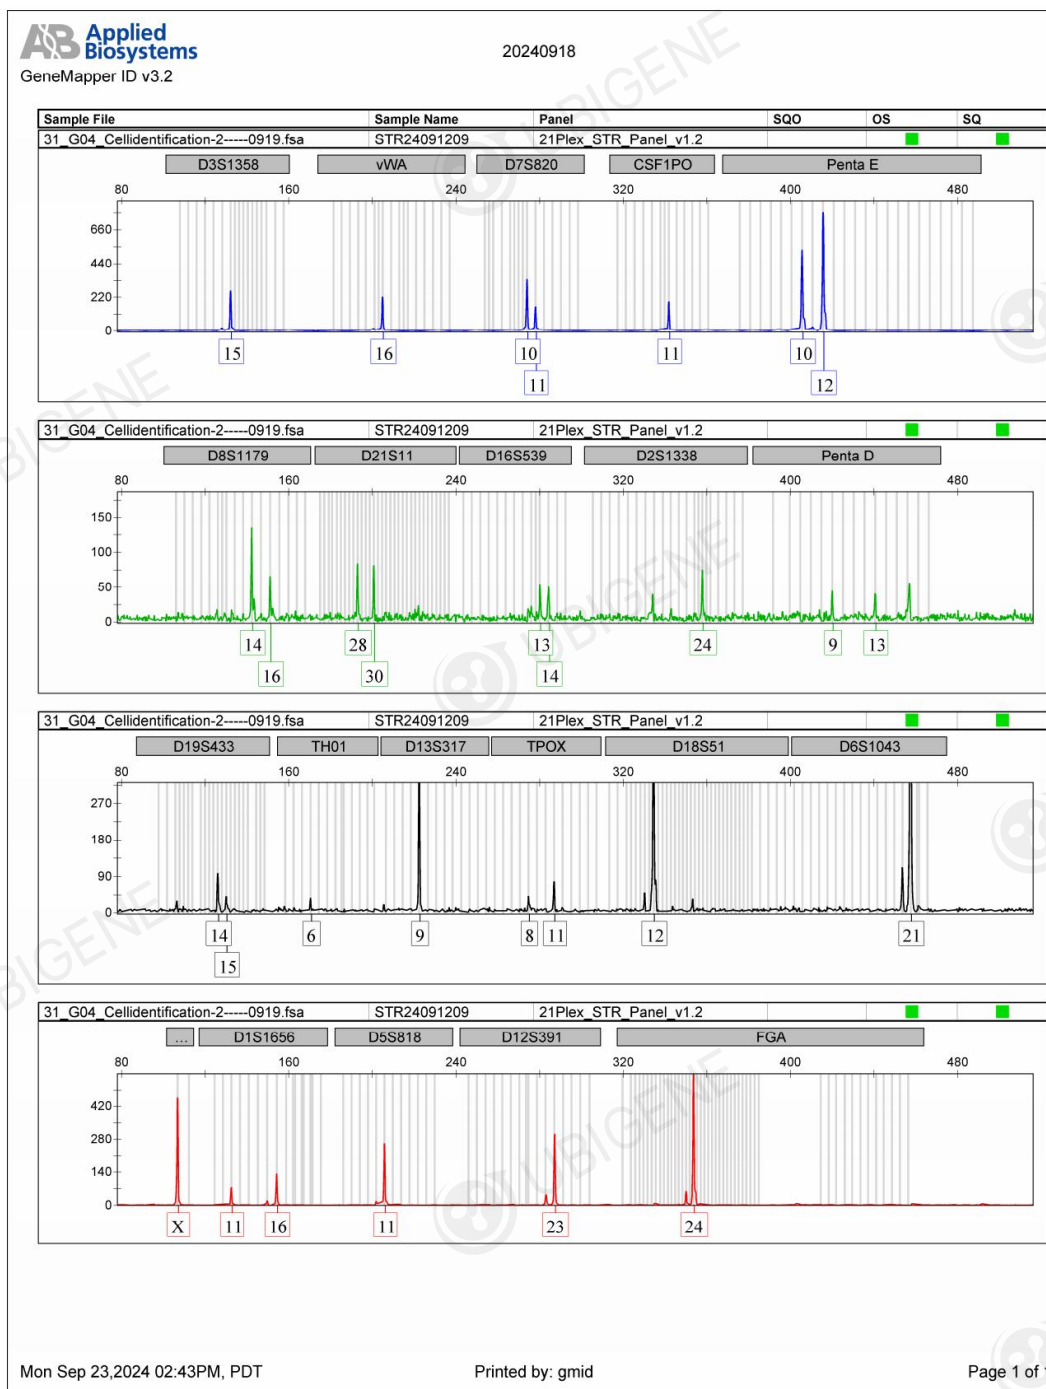 AB Applied
Biosystems
GeneMapper ID v3.2
20240918
Sample File Sample Name Panel SQO OS SQ
31_G04_Cellidentification-2-----0919.fsa STR24091209 21Plex_STR_Panel_v1.2
D3S1358 vWA D7S820 CSF1PO Penta E
80 160 240 320 400 480
660
440
220
0
15 16 10 11 10
11 12
31_G04_Cellidentification-2-----0919.fsa STR24091209 21Plex_STR_Panel_v1.2
D8S1179 D21S11 D16S539 D2S1338 Penta D
80 160 240 320 400 480
150
100
50
0
14 28 13 24 9 13
16 30 14
31_G04_Cellidentification-2-----0919.fsa STR24091209 21Plex_STR_Panel_v1.2
D19S433 TH01 D13S317 TPOX D18S51 D6S1043
80 160 240 320 400 480
270
180
90
0
14 6 9 8 11 12 21
15
31_G04_Cellidentification-2-----0919.fsa STR24091209 21Plex_STR_Panel_v1.2
... D1S1656 D5S818 D12S391 FGA
80 160 240 320 400 480
420
280
140
0
X 11 16 11 23 24
Mon Sep 23,2024 02:43PM, PDT Printed by: gmid Page 1 of 1
UBIGENE
UBIGENE
UBIGENE
UBIGENE
UBIGENE